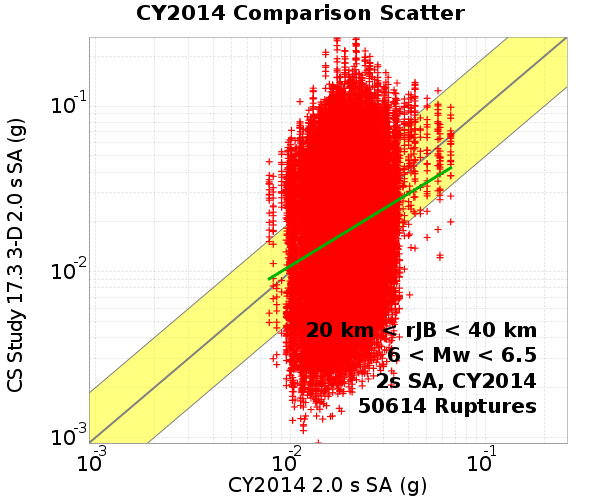 CY2014 Comparison Scatter
CS Study 17.3 3-D 2.0 s SA (g)
10-1
10-2
10-3
20 km < rJB < 40 km
6 < Mw < 6.5
2s SA, CY2014
50614 Ruptures
10-3 10-2 10-1
CY2014 2.0 s SA (g)